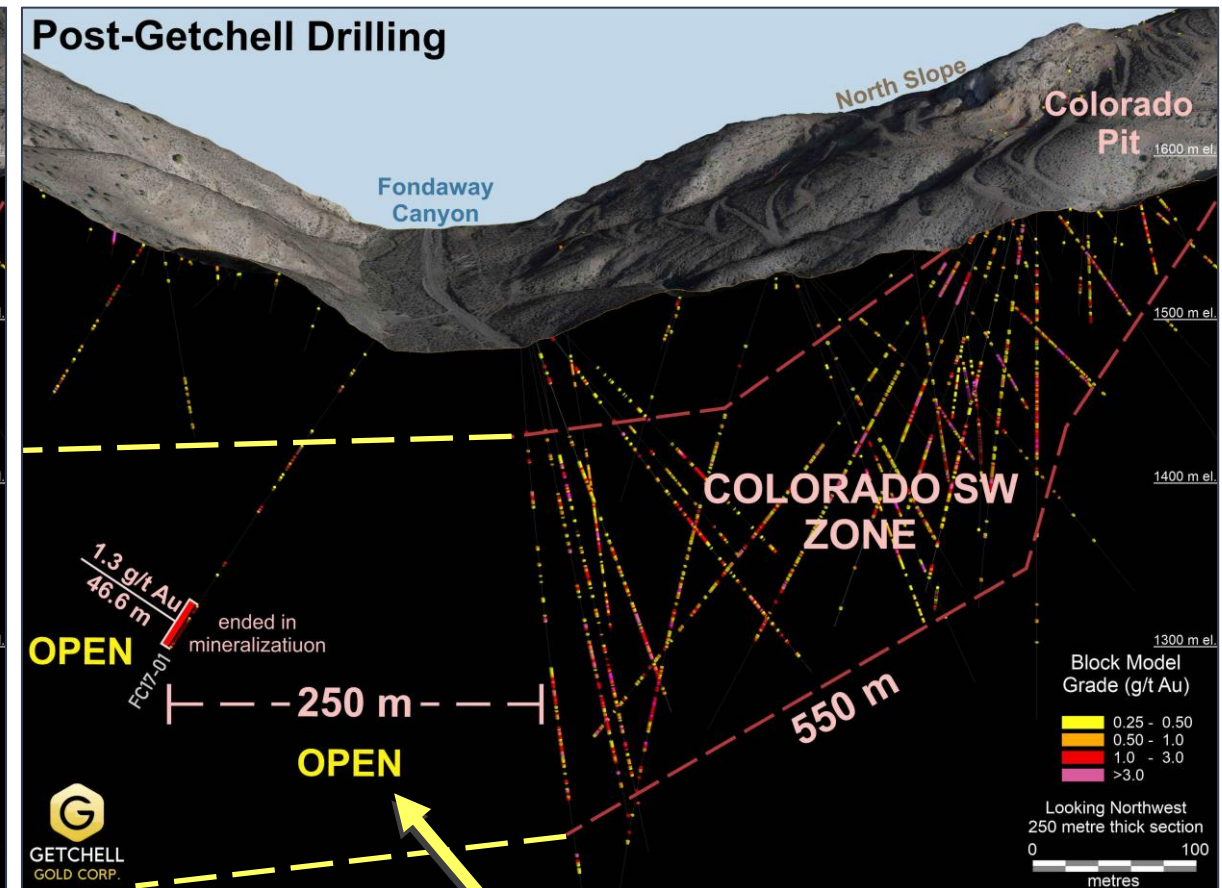 Post-Getchell Drilling
North Slope
Colorado
Pit
1600 m el.
Fondaway
Canyon
1500 m el.
1400 m el.
COLORADO SW
ZONE
1.3 g/t Au
46.6 m
ended in
mineralizatiuon
OPEN
FC17-01
1300 m el.
250 m
550 m
OPEN
Block Model
Grade (g/t Au)
0.25 - 0.50
0.50 - 1.0
1.0 - 3.0
>3.0
Looking Northwest
250 metre thick section
0 100
metres
G
GETCHELL
GOLD CORP.